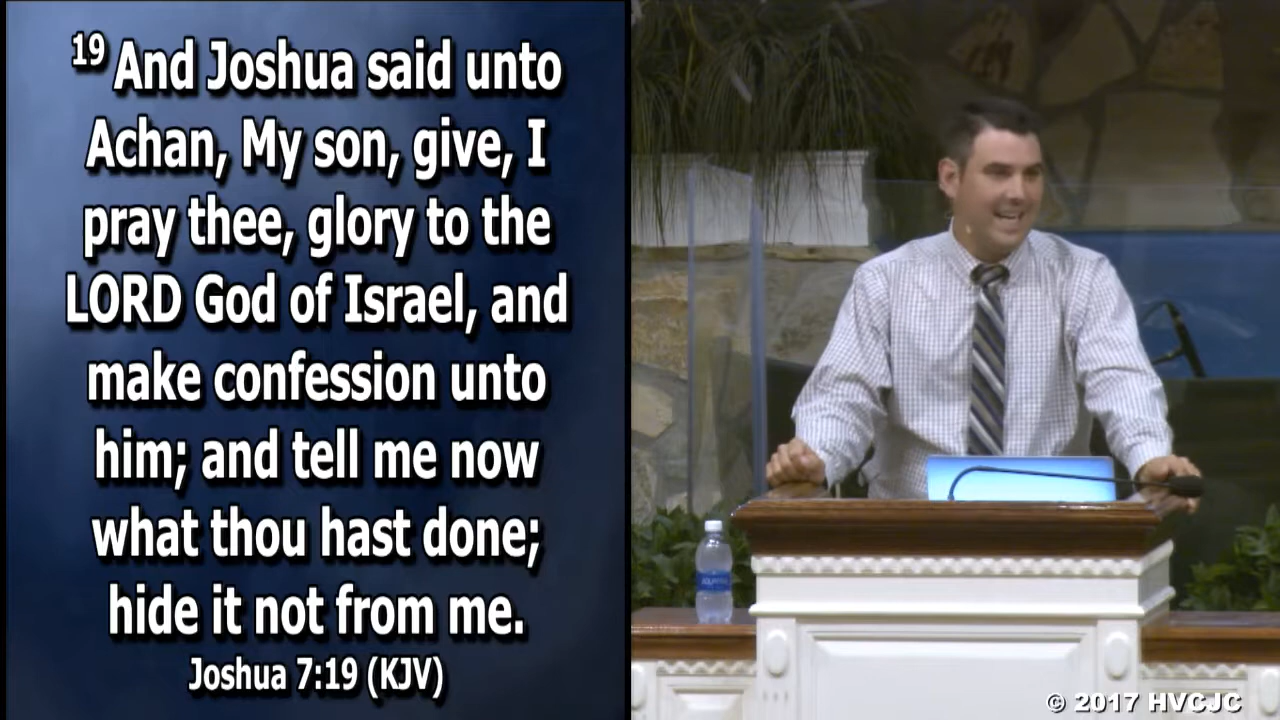 19 And Joshua said unto
Achan, My son, give, I
pray thee, glory to the
LORD God of Israel, and
make confession unto
him; and tell me now
what thou hast done;
hide it not from me.
Joshua 7:19 (KJV)
© 2017 HVCJC